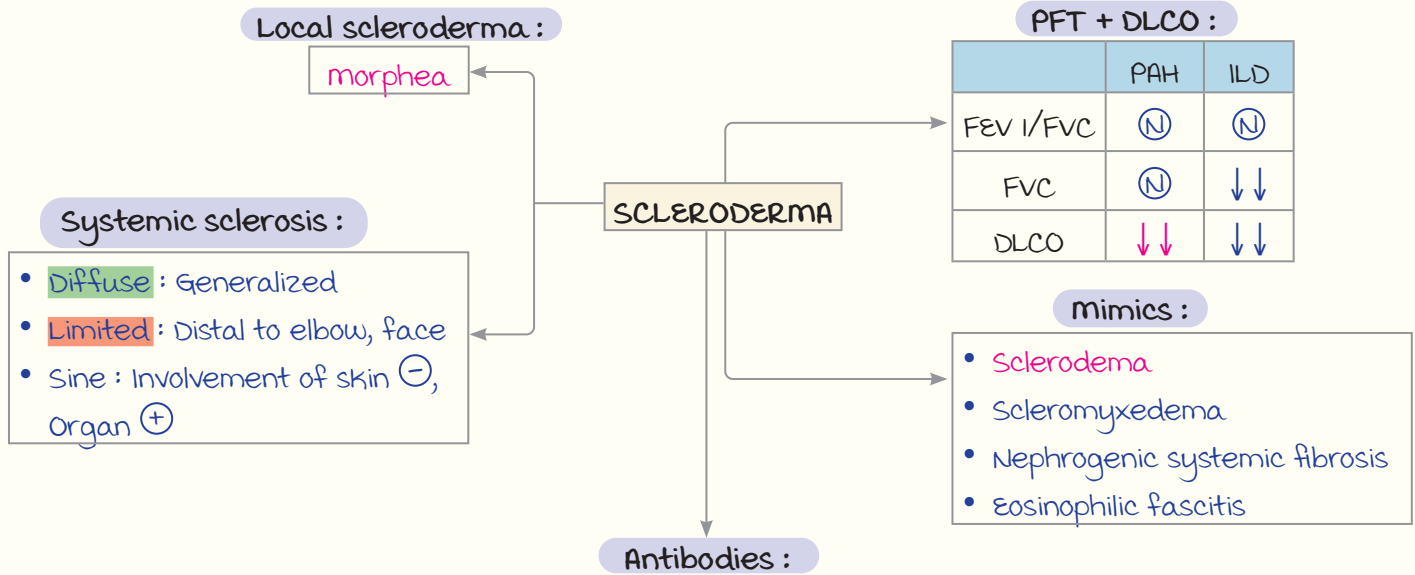 Local scleroderma :
morphea
Systemic sclerosis :
• Diffuse : Generalized
• Limited : Distal to elbow, face
• Sine : Involvement of skin ⊖,
Organ ⊕
SCLERODERMA
PFT + DLCO :
PAH ILD
FEV 1/FVC Ⓝ Ⓝ
FVC Ⓝ ↓↓
DLCO ↓↓ ↓↓
Mimics :
• Sclerodema
• Scleromyxedema
• Nephrogenic systemic fibrosis
• Eosinophilic fascitis
Antibodies :